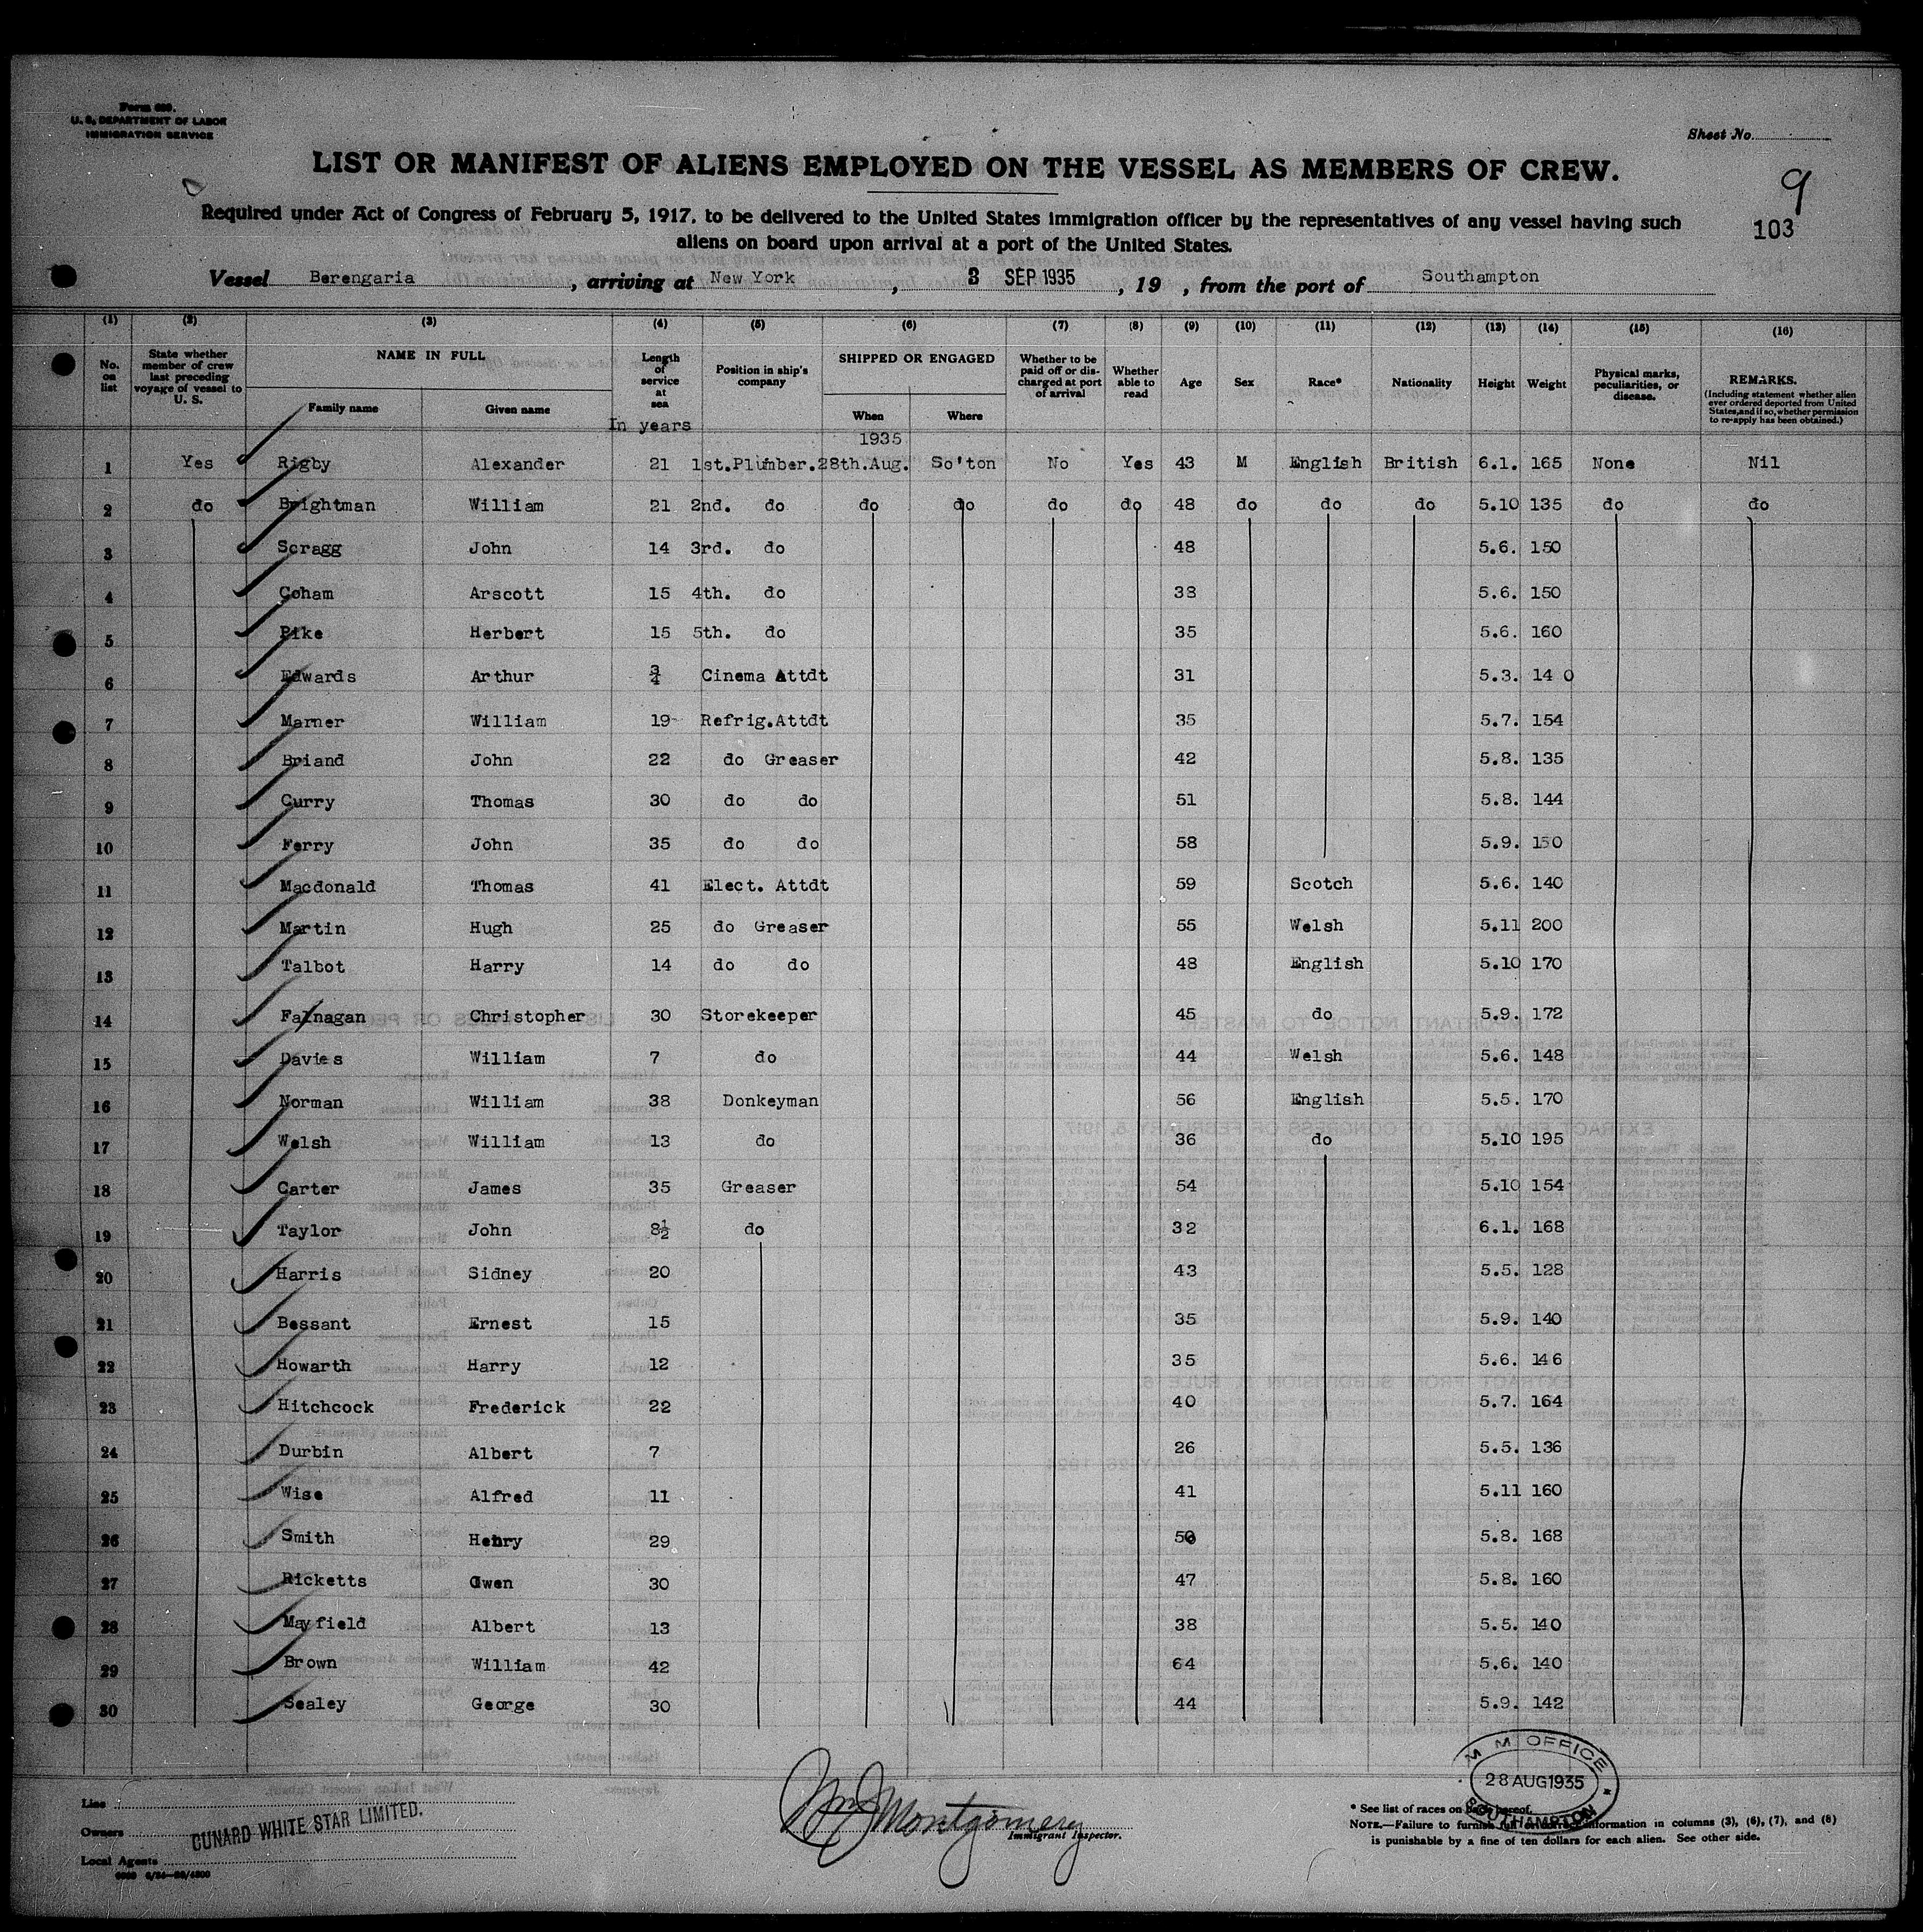 Form 680.
U. S. DEPARTMENT OF LABOR
IMMIGRATION SERVICE
Sheet No.
LIST OR MANIFEST OF ALIENS EMPLOYED ON THE VESSEL AS MEMBERS OF CREW.
9
103
Required under Act of Congress of February 5, 1917, to be delivered to the United States immigration officer by the representatives of any vessel having such
aliens on board upon arrival at a port of the United States.
Vessel Berengaria, arriving at New York, 3 SEP 1935, 19 , from the port of Southampton
(1) (2) (3) (4) (5) (6) (7) (8) (9) (10) (11) (12) (13) (14) (15) (16)
No. on list State whether member of crew last preceding voyage of vessel to U. S. NAME IN FULL Family name Given name Length of service at sea In years Position in ship's company SHIPPED OR ENGAGED When Where Whether to be paid off or discharged at port of arrival Whether able to read Age Sex Race* Nationality Height Weight Physical marks, peculiarities, or disease. REMARKS. (Including statement whether alien ever ordered deported from United States, and if so, whether permission to re-apply has been obtained.)
1935
1 Yes Rigby Alexander 21 1st.Plumber. 28th.Aug. So'ton No Yes 43 M English British 6.1. 165 None Nil
2 do Brightman William 21 2nd. do do do do do 48 do do do 5.10 135 do do
3 Scragg John 14 3rd. do 48 5.6. 150
4 Coham Arscott 15 4th. do 38 5.6. 150
5 Pike Herbert 15 5th. do 35 5.6. 160
6 Edwards Arthur 3/4 Cinema Attdt 31 5.3. 14 0
7 Marner William 19 Refrig.Attdt 35 5.7. 154
8 Briand John 22 do Greaser 42 5.8. 135
9 Curry Thomas 30 do do 51 5.8. 144
10 Ferry John 35 do do 58 5.9. 150
11 Macdonald Thomas 41 Elect. Attdt 59 Scotch 5.6. 140
12 Martin Hugh 25 do Greaser 55 Welsh 5.11 200
13 Talbot Harry 14 do do 48 English 5.10 170
14 Falnagan Christopher 30 Storekeeper 45 do 5.9. 172
15 Davies William 7 do 44 Welsh 5.6. 148
16 Norman William 38 Donkeyman 56 English 5.5. 170
17 Welsh William 13 do 36 do 5.10 195
18 Carter James 35 Greaser 54 5.10 154
19 Taylor John 8½ do 32 6.1. 168
20 Harris Sidney 20 43 5.5. 128
21 Bessant Ernest 15 35 5.9. 140
22 Howarth Harry 12 35 5.6. 146
23 Hitchcock Frederick 22 40 5.7. 164
24 Durbin Albert 7 26 5.5. 136
25 Wise Alfred 11 41 5.11 160
26 Smith Henry 29 50 5.8. 168
27 Ricketts Gwen 30 47 5.8. 160
28 Mayfield Albert 13 38 5.5. 140
29 Brown William 42 64 5.6. 140
30 Sealey George 30 44 5.9. 142
M M OFFICE
28 AUG 1935
SOUTHAMPTON
Line
Owners CUNARD WHITE STAR LIMITED.
Local Agents
Wm J Montgomery
Immigrant Inspector.
* See list of races on back hereof.
NOTE.—Failure to furnish full or correct information in columns (3), (6), (7), and (8)
is punishable by a fine of ten dollars for each alien. See other side.